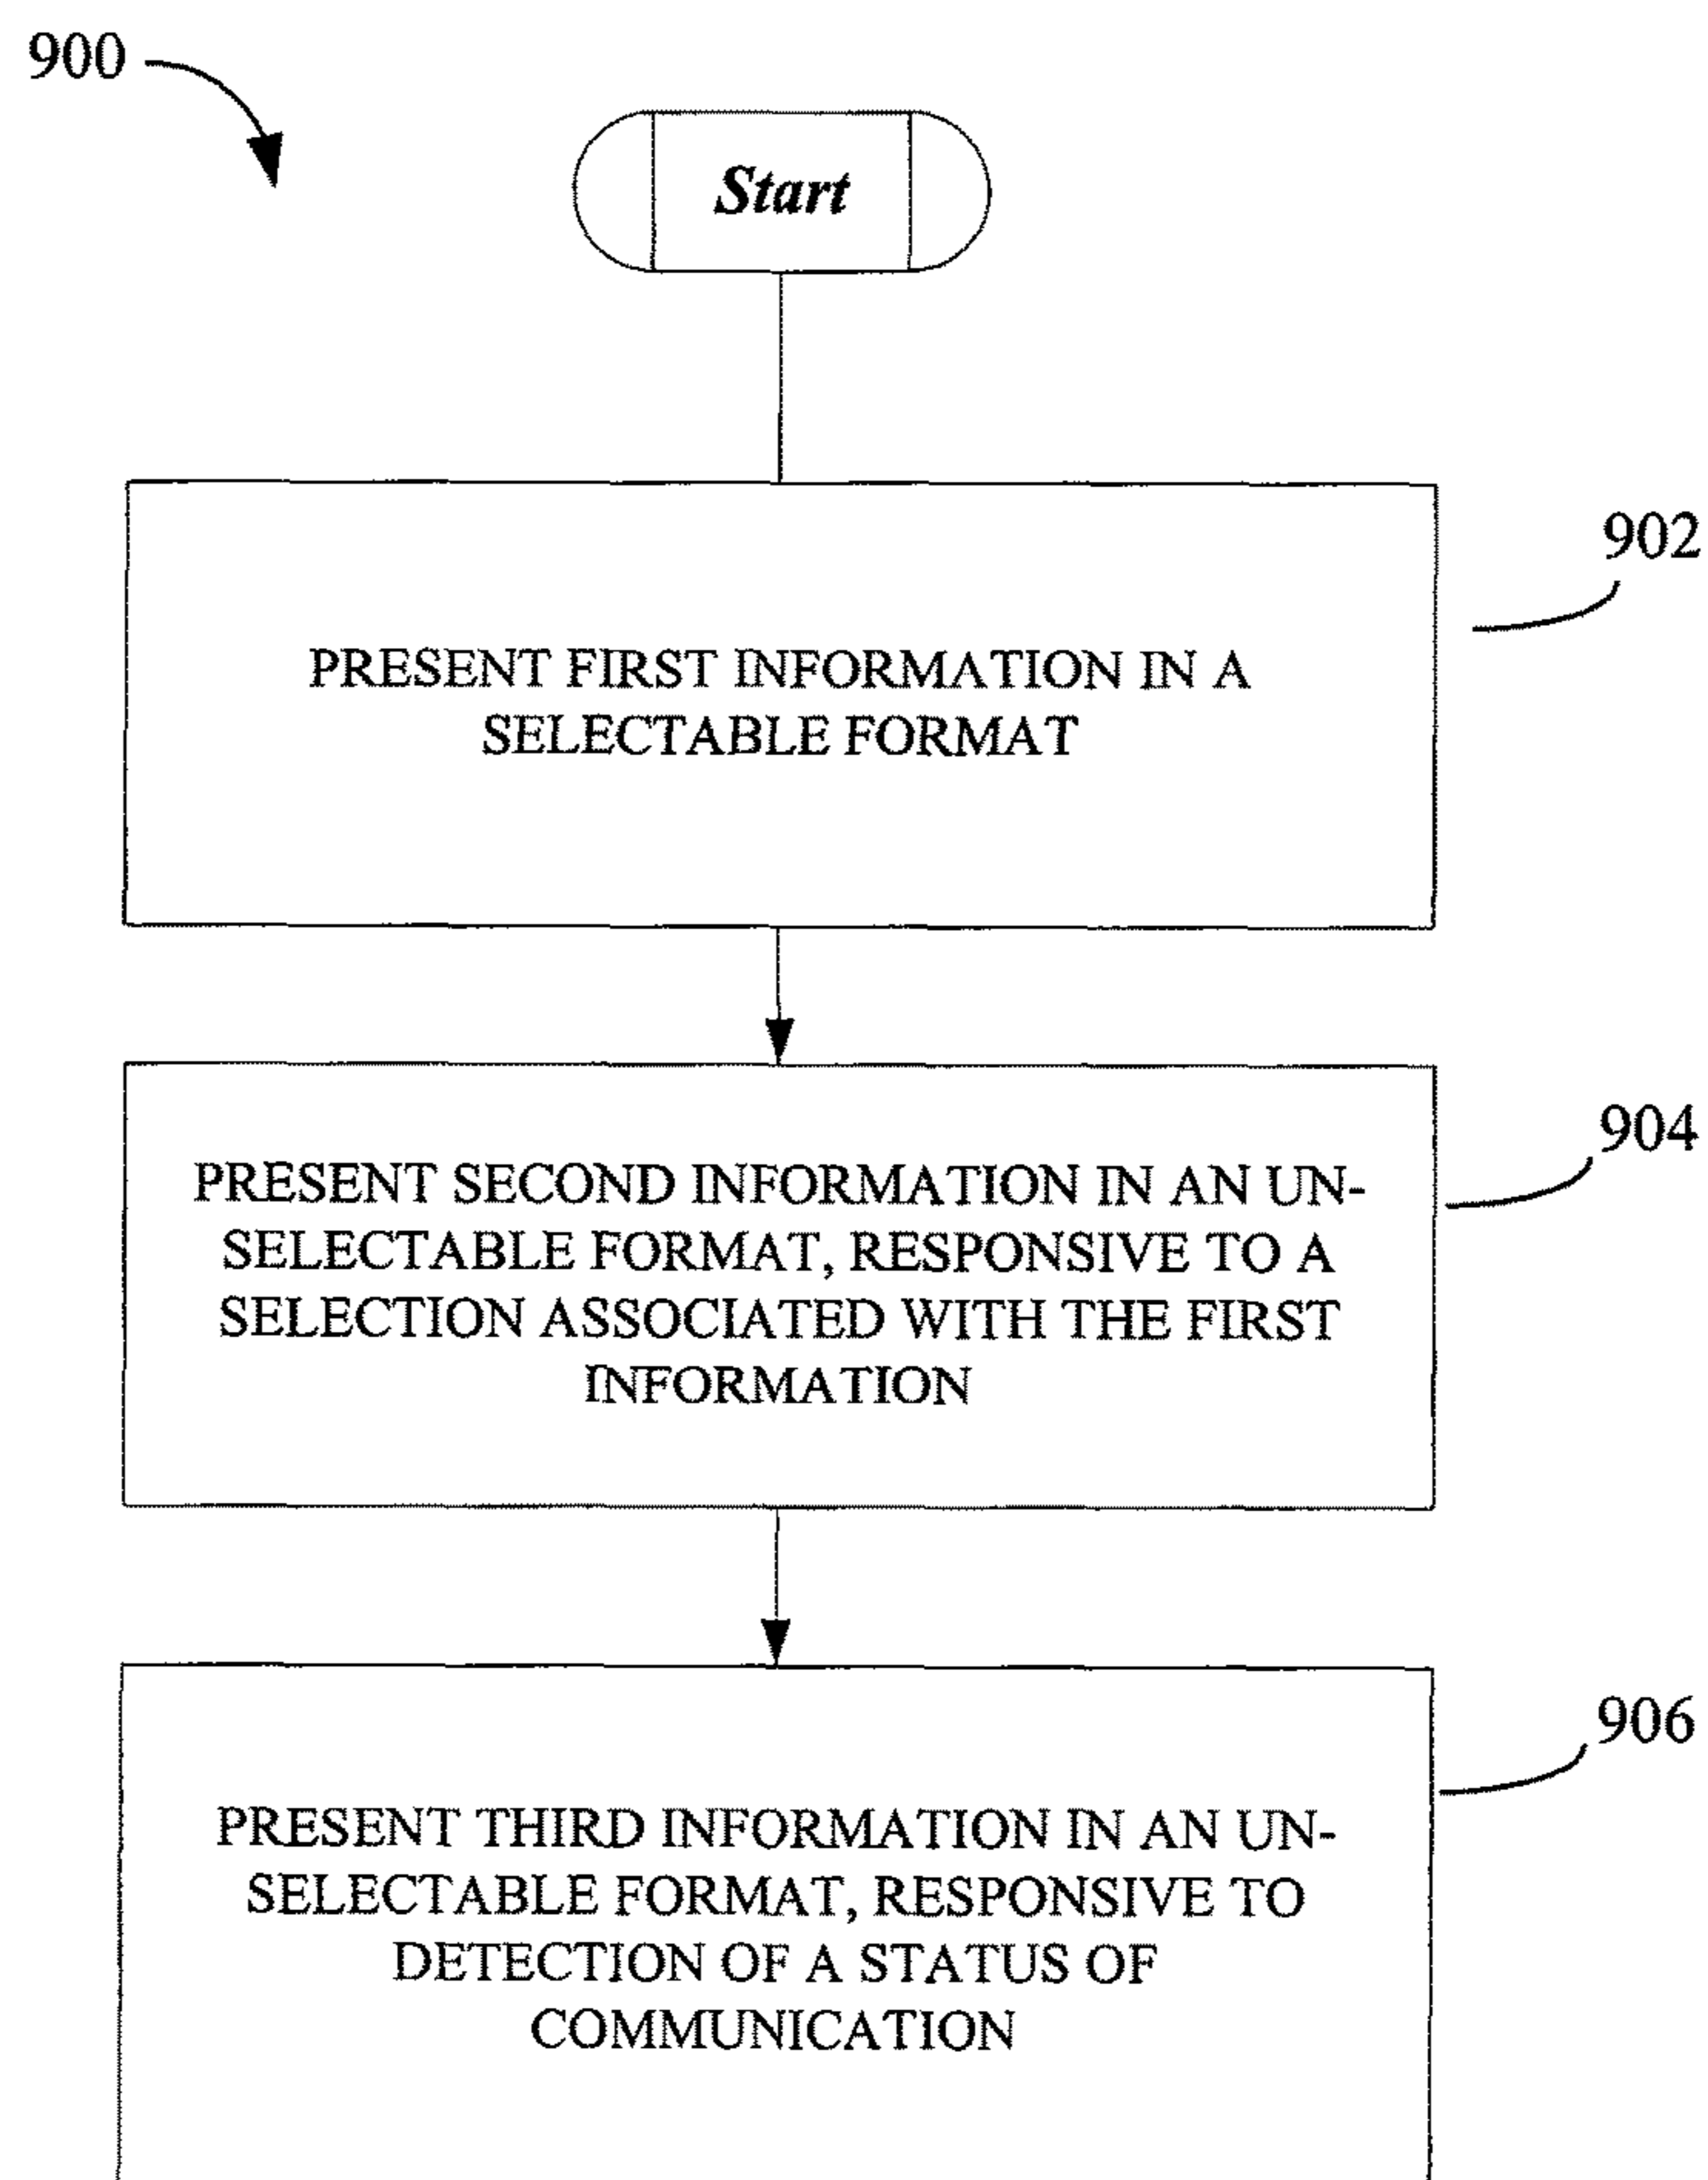 900
Start
902
PRESENT FIRST INFORMATION IN A
SELECTABLE FORMAT
904
PRESENT SECOND INFORMATION IN AN UN-
SELECTABLE FORMAT, RESPONSIVE TO A
SELECTION ASSOCIATED WITH THE FIRST
INFORMATION
906
PRESENT THIRD INFORMATION IN AN UN-
SELECTABLE FORMAT, RESPONSIVE TO
DETECTION OF A STATUS OF
COMMUNICATION